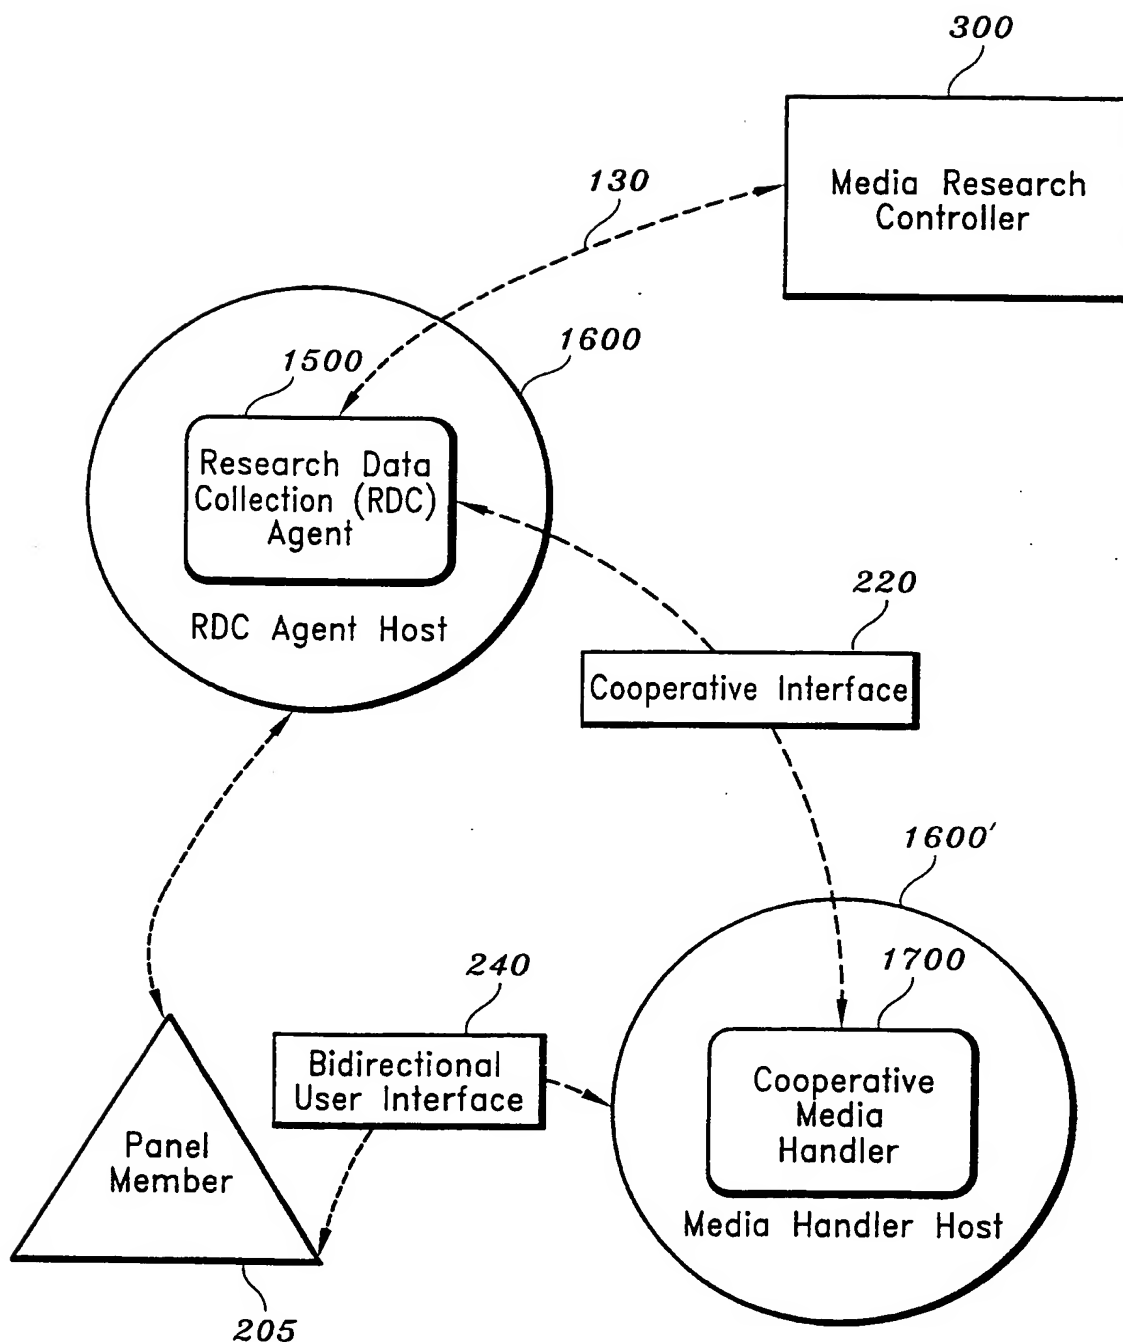 300
Media Research
Controller
130
1600
1500
Research Data
Collection (RDC)
Agent
RDC Agent Host
220
Cooperative Interface
1600'
240
1700
Bidirectional
User Interface
Cooperative
Media
Handler
Panel
Member
Media Handler Host
205